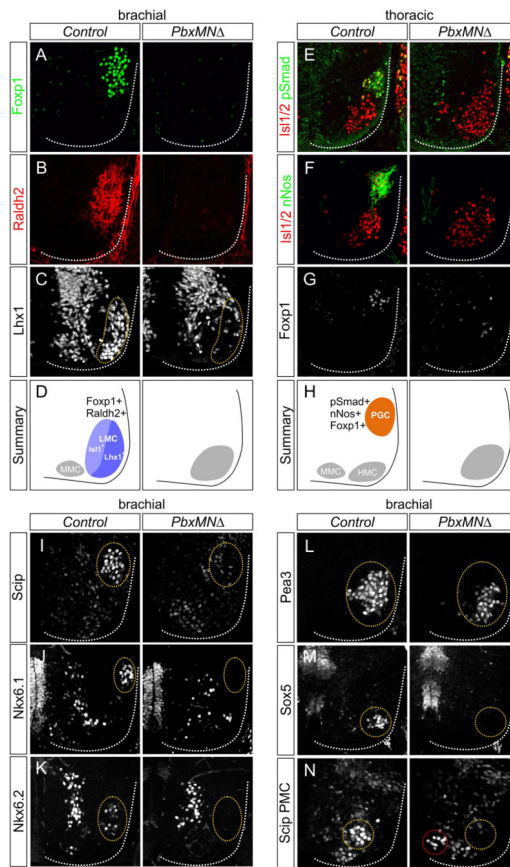 brachial
Control PbxMNΔ
A
Foxp1
B
Raldh2
C
Lhx1
D
Summary
Foxp1+
Raldh2+
LMC
Isl1+
Lhx1+
MMC
thoracic
Control PbxMNΔ
E
Isl1/2 pSmad
F
Isl1/2 nNos
G
Foxp1
H
Summary
pSmad+
nNos+
Foxp1+
PGC
MMC
HMC
brachial
Control PbxMNΔ
I
Scip
J
Nkx6.1
K
Nkx6.2
brachial
Control PbxMNΔ
L
Pea3
M
Sox5
N
Scip PMC